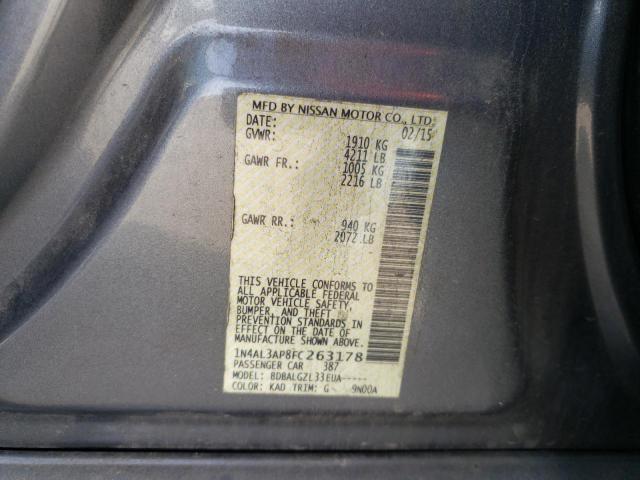 MFD BY NISSAN MOTOR CO., LTD.
DATE: 02/15
GVWR: 1910 KG
4211 LB
GAWR FR.: 1005 KG
2216 LB
GAWR RR.: 940 KG
2072 LB
-
THIS VEHICLE CONFORMS TO
ALL APPLICABLE FEDERAL
MOTOR VEHICLE SAFETY,
BUMPER, AND THEFT
PREVENTION STANDARDS
IN EFFECT ON THE DATE OF
MANUFACTURE SHOWN ABOVE.
1N4AL3AP8FC263178
PASSENGER CAR 387
MODEL: BDBALGZL33EUA-----
COLOR: KAD TRIM: G 9N00A